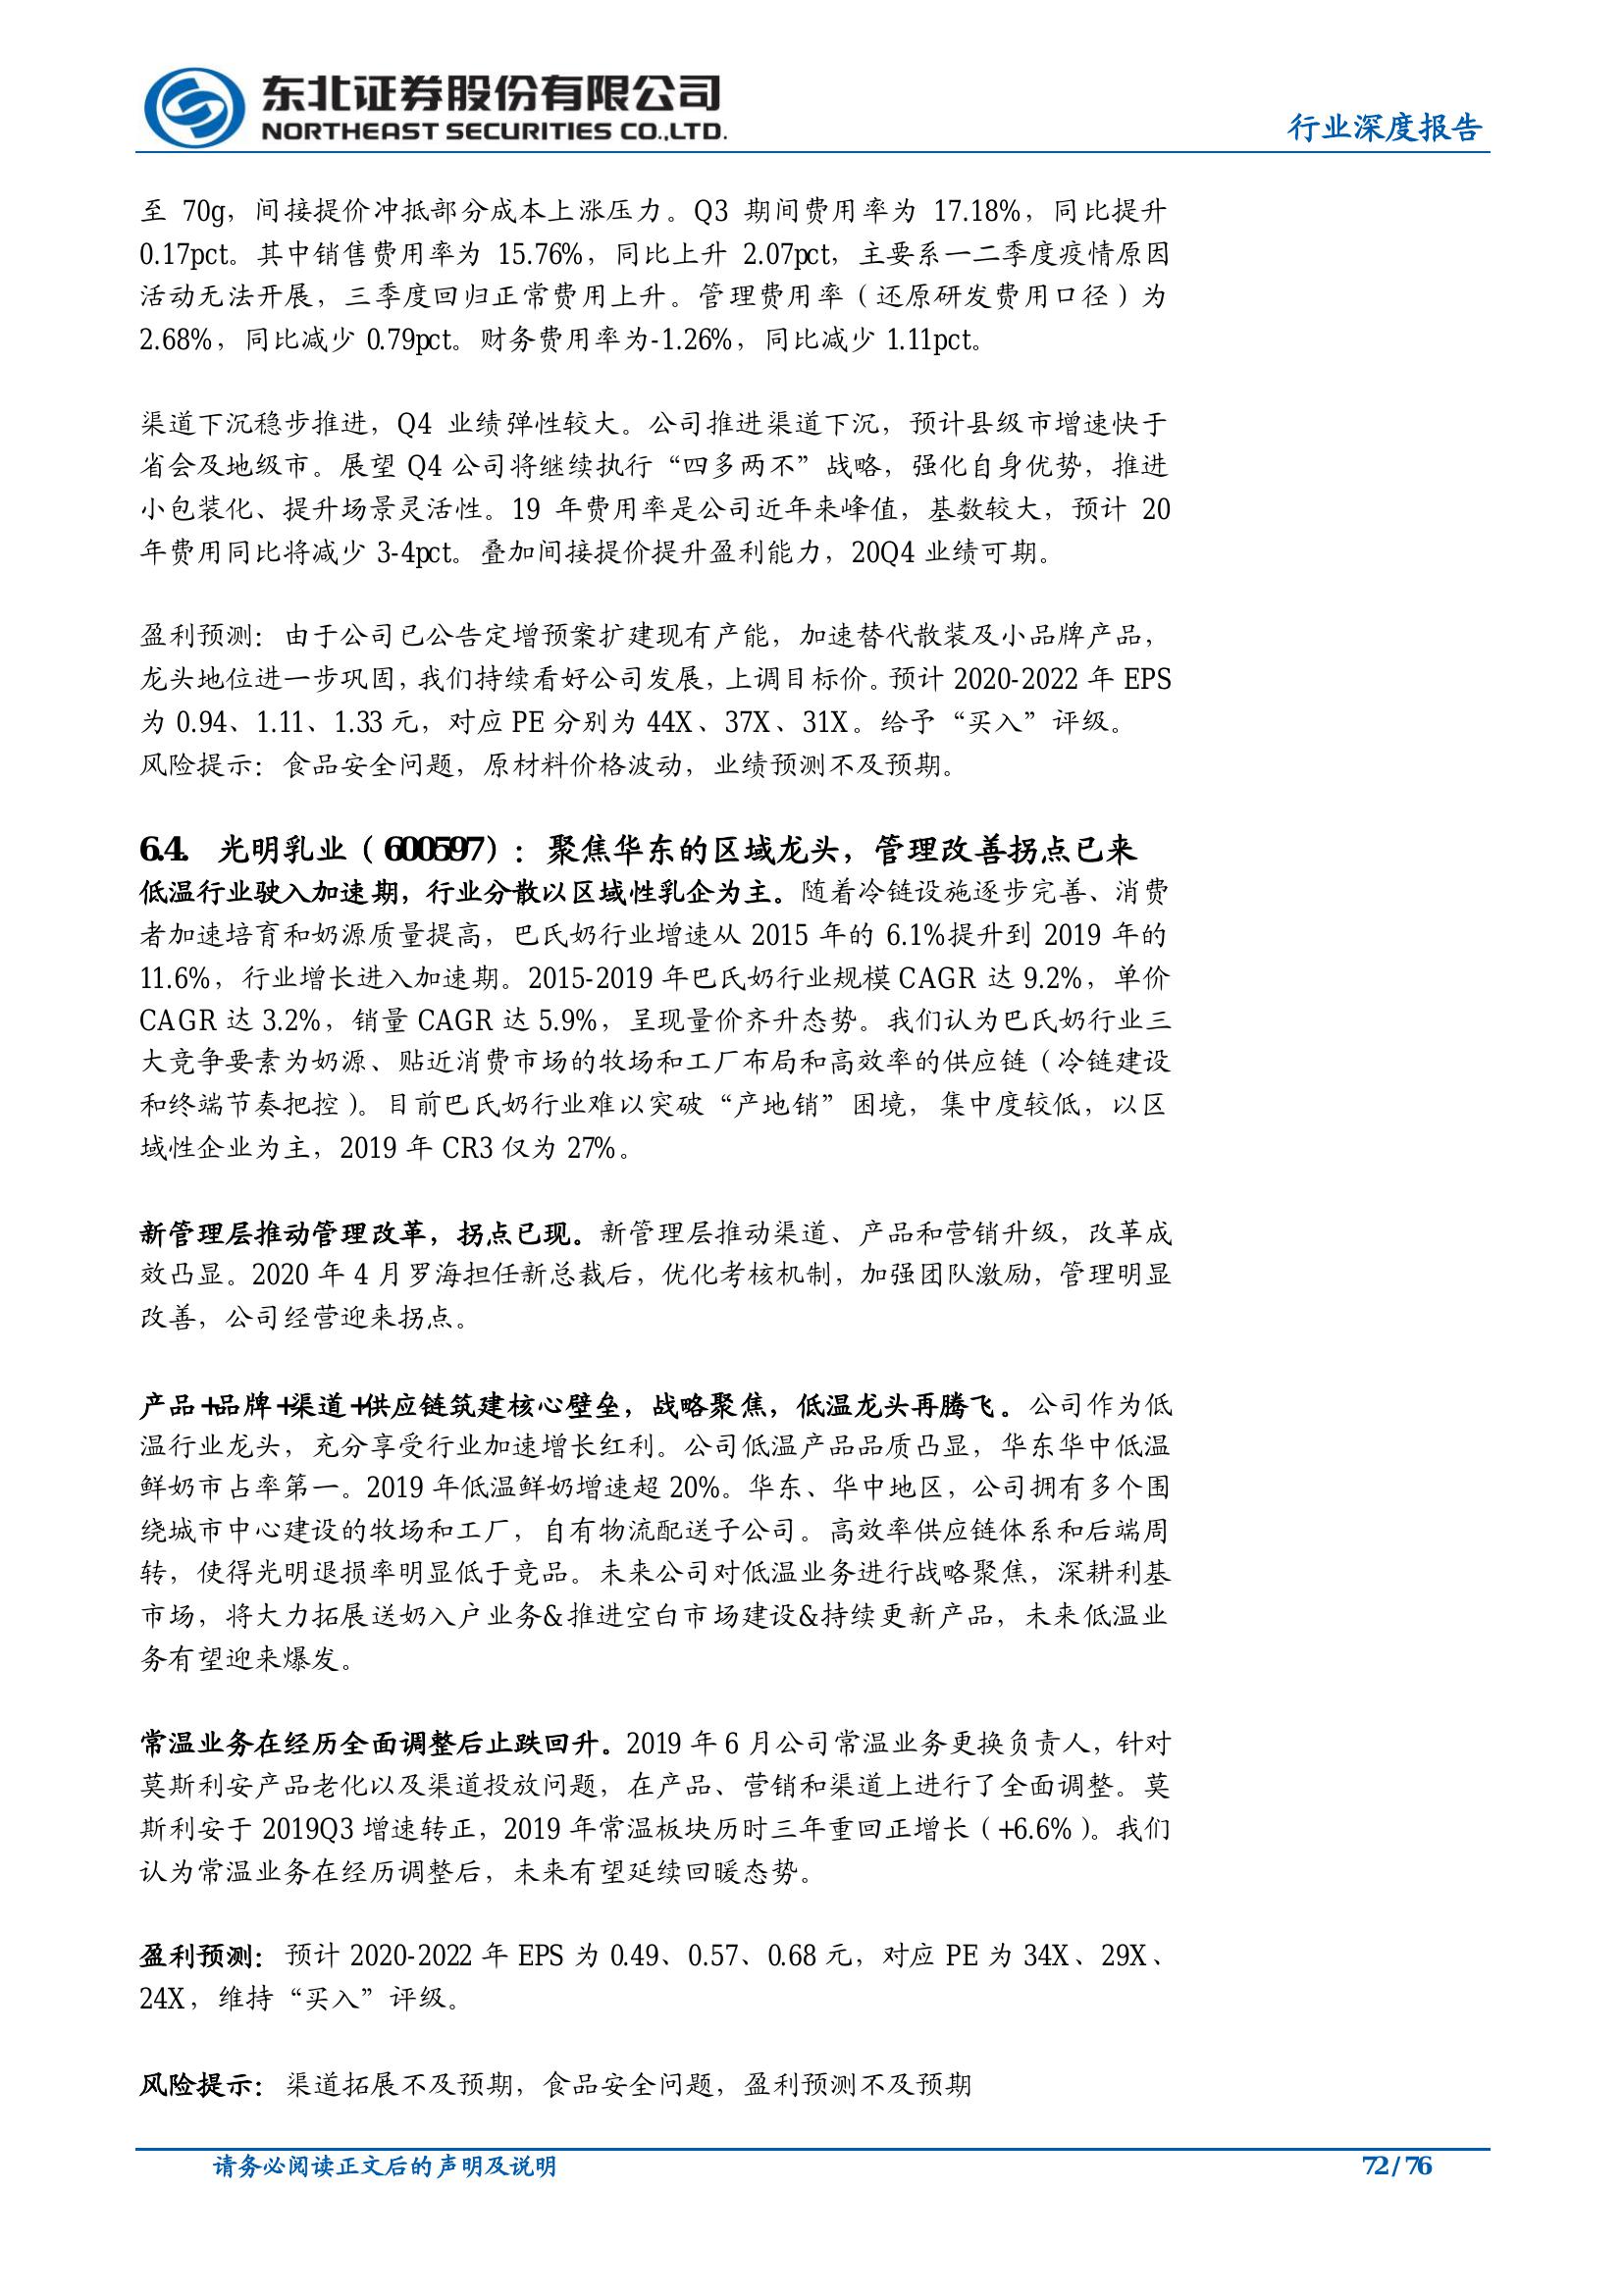 东北证券股份有限公司
NORTHEAST SECURITIES CO.,LTD.
行业深度报告
至 70g，间接提价冲抵部分成本上涨压力。Q3 期间费用率为 17.18%，同比提升
0.17pct。其中销售费用率为 15.76%，同比上升 2.07pct，主要系一二季度疫情原因
活动无法开展，三季度回归正常费用上升。管理费用率（还原研发费用口径）为
2.68%，同比减少 0.79pct。财务费用率为-1.26%，同比减少 1.11pct。
渠道下沉稳步推进，Q4 业绩弹性较大。公司推进渠道下沉，预计县级市增速快于
省会及地级市。展望 Q4 公司将继续执行“四多两不”战略，强化自身优势，推进
小包装化、提升场景灵活性。19 年费用率是公司近年来峰值，基数较大，预计 20
年费用同比将减少 3-4pct。叠加间接提价提升盈利能力，20Q4 业绩可期。
盈利预测：由于公司已公告定增预案扩建现有产能，加速替代散装及小品牌产品，
龙头地位进一步巩固，我们持续看好公司发展，上调目标价。预计 2020-2022 年 EPS
为 0.94、1.11、1.33 元，对应 PE 分别为 44X、37X、31X。给予“买入”评级。
风险提示：食品安全问题，原材料价格波动，业绩预测不及预期。
6.4. 光明乳业（600597）：聚焦华东的区域龙头，管理改善拐点已来
低温行业驶入加速期，行业分散以区域性乳企为主。随着冷链设施逐步完善、消费
者加速培育和奶源质量提高，巴氏奶行业增速从 2015 年的 6.1%提升到 2019 年的
11.6%，行业增长进入加速期。2015-2019 年巴氏奶行业规模 CAGR 达 9.2%，单价
CAGR 达 3.2%，销量 CAGR 达 5.9%，呈现量价齐升态势。我们认为巴氏奶行业三
大竞争要素为奶源、贴近消费市场的牧场和工厂布局和高效率的供应链（冷链建设
和终端节奏把控）。目前巴氏奶行业难以突破“产地销”困境，集中度较低，以区
域性企业为主，2019 年 CR3 仅为 27%。
新管理层推动管理改革，拐点已现。新管理层推动渠道、产品和营销升级，改革成
效凸显。2020 年 4 月罗海担任新总裁后，优化考核机制，加强团队激励，管理明显
改善，公司经营迎来拐点。
产品+品牌+渠道+供应链筑建核心壁垒，战略聚焦，低温龙头再腾飞。公司作为低
温行业龙头，充分享受行业加速增长红利。公司低温产品品质凸显，华东华中低温
鲜奶市占率第一。2019 年低温鲜奶增速超 20%。华东、华中地区，公司拥有多个围
绕城市中心建设的牧场和工厂，自有物流配送子公司。高效率供应链体系和后端周
转，使得光明退损率明显低于竞品。未来公司对低温业务进行战略聚焦，深耕利基
市场，将大力拓展送奶入户业务&推进空白市场建设&持续更新产品，未来低温业
务有望迎来爆发。
常温业务在经历全面调整后止跌回升。2019 年 6 月公司常温业务更换负责人，针对
莫斯利安产品老化以及渠道投放问题，在产品、营销和渠道上进行了全面调整。莫
斯利安于 2019Q3 增速转正，2019 年常温板块历时三年重回正增长（+6.6%）。我们
认为常温业务在经历调整后，未来有望延续回暖态势。
盈利预测：预计 2020-2022 年 EPS 为 0.49、0.57、0.68 元，对应 PE 为 34X、29X、
24X，维持“买入”评级。
风险提示：渠道拓展不及预期，食品安全问题，盈利预测不及预期
请务必阅读正文后的声明及说明
72 / 76